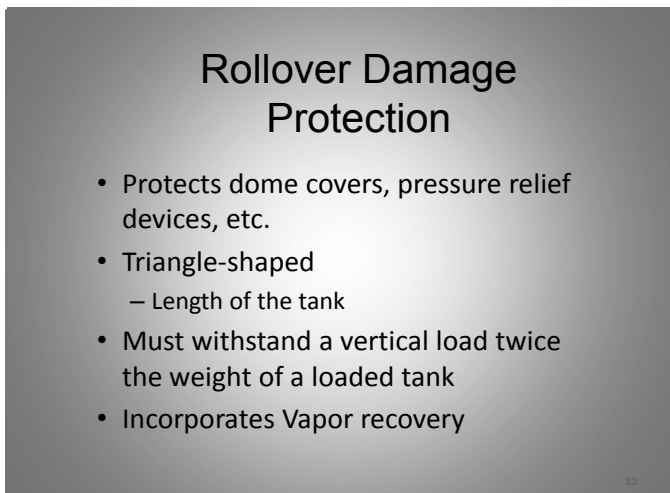 Rollover Damage
Protection
• Protects dome covers, pressure relief
devices, etc.
• Triangle-shaped
– Length of the tank
• Must withstand a vertical load twice
the weight of a loaded tank
• Incorporates Vapor recovery
32